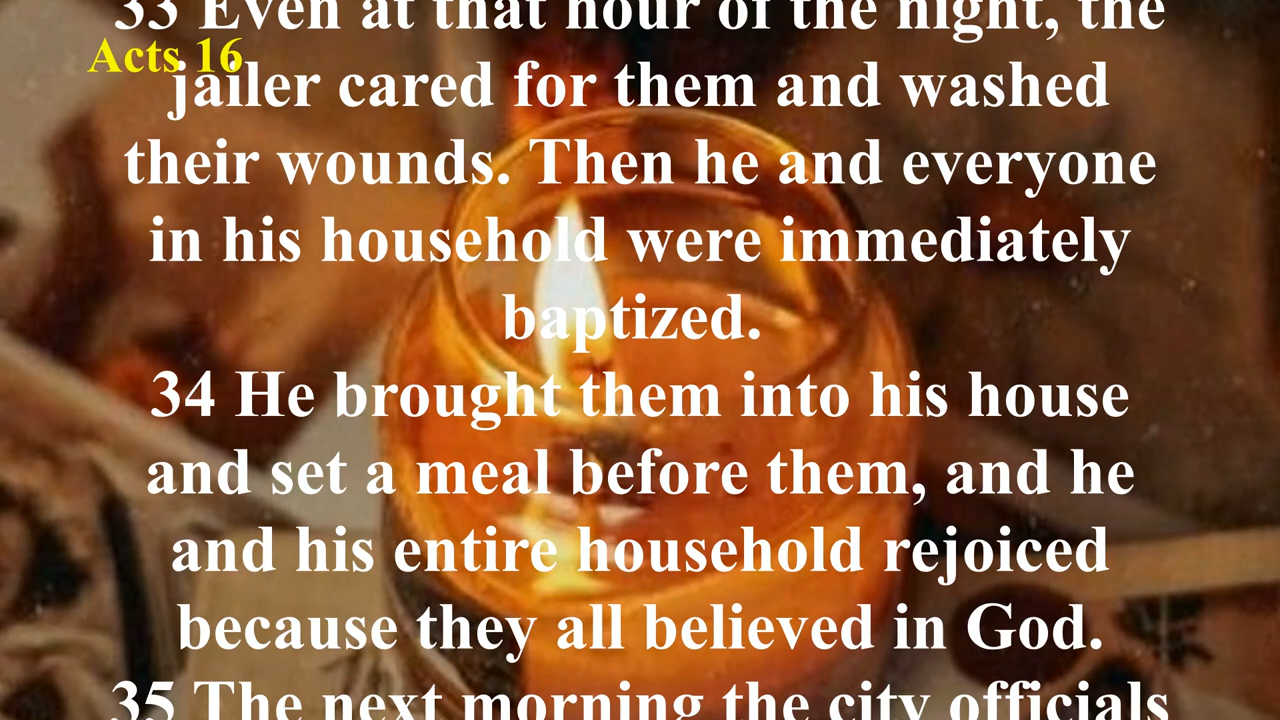 33 Even at that hour of the night, the
Acts 16
jailer cared for them and washed
their wounds. Then he and everyone
in his household were immediately
baptized.
34 He brought them into his house
and set a meal before them, and he
and his entire household rejoiced
because they all believed in God.
35 The next morning the city officials